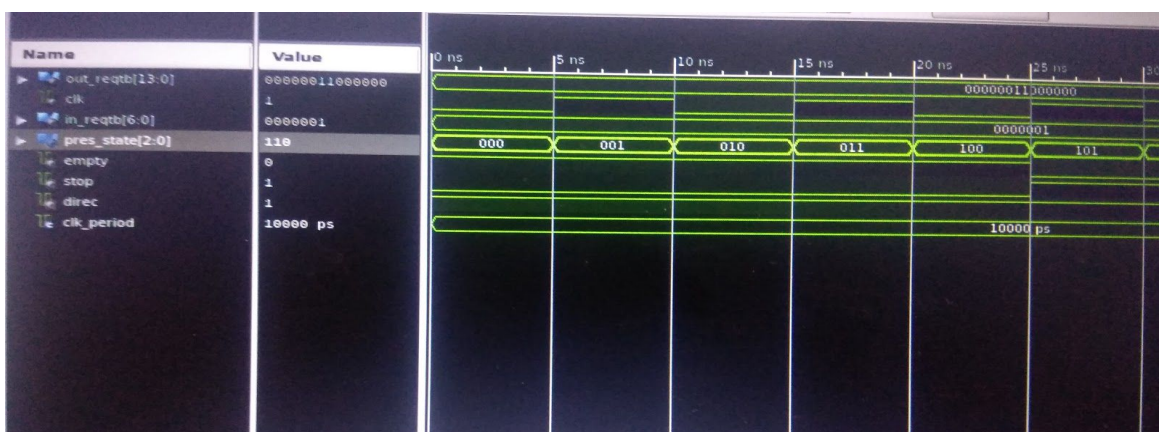 Name Value
0 ns 5 ns 10 ns 15 ns 20 ns 25 ns 30
out_reqtb[13:0] 00000011000000 00000011000000
clk 1
in_reqtb[6:0] 0000001 0000001
pres_state[2:0] 110 000 001 010 011 100 101
empty 0
stop 1
direc 1
clk_period 10000 ps 10000 ps